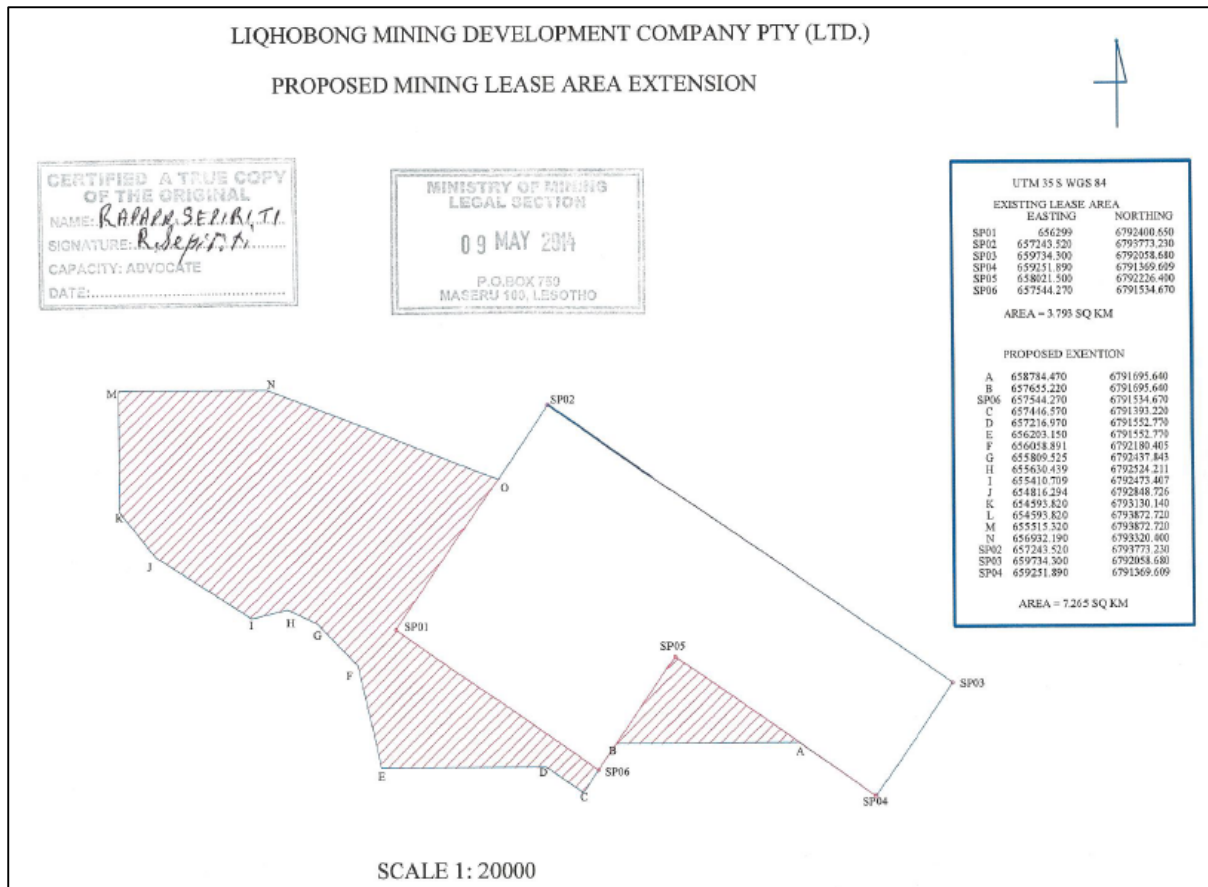 LIQHOBONG MINING DEVELOPMENT COMPANY PTY (LTD.)
PROPOSED MINING LEASE AREA EXTENSION
CERTIFIED A TRUE COPY
OF THE ORIGINAL
NAME:
SIGNATURE: R. Sepiriti
CAPACITY: ADVOCATE
DATE:
MINISTRY OF MINING
LEGAL SECTION
09 MAY 2014
P.O.BOX 750
MASERU 100, LESOTHO
UTM 35 S WGS 84
EXISTING LEASE AREA
EASTING NORTHING
SP01 656299 6792400.650
SP02 657243.520 6793773.230
SP03 659734.300 6792058.680
SP04 659251.890 6791369.609
SP05 658021.500 6792226.400
SP06 657544.270 6791534.670
AREA = 3.793 SQ KM
PROPOSED EXENTION
A 658784.470 6791695.640
B 657655.220 6791695.640
SP06 657544.270 6791534.670
C 657446.570 6791393.220
D 657216.970 6791552.770
E 656203.150 6791552.770
F 656058.891 6792180.405
G 655809.525 6792437.843
H 655630.439 6792524.211
I 655410.709 6792473.407
J 654816.294 6792848.726
K 654593.820 6793130.140
L 654593.820 6793872.720
M 655515.320 6793872.720
N 656932.190 6793320.400
SP02 657243.520 6793773.230
SP03 659734.300 6792058.680
SP04 659251.890 6791369.609
AREA = 7.265 SQ KM
M
N
SP02
O
K
J
I
H
G
SP01
F
SP05
SP03
B
A
E
D
SP06
C
SP04
SCALE 1: 20000